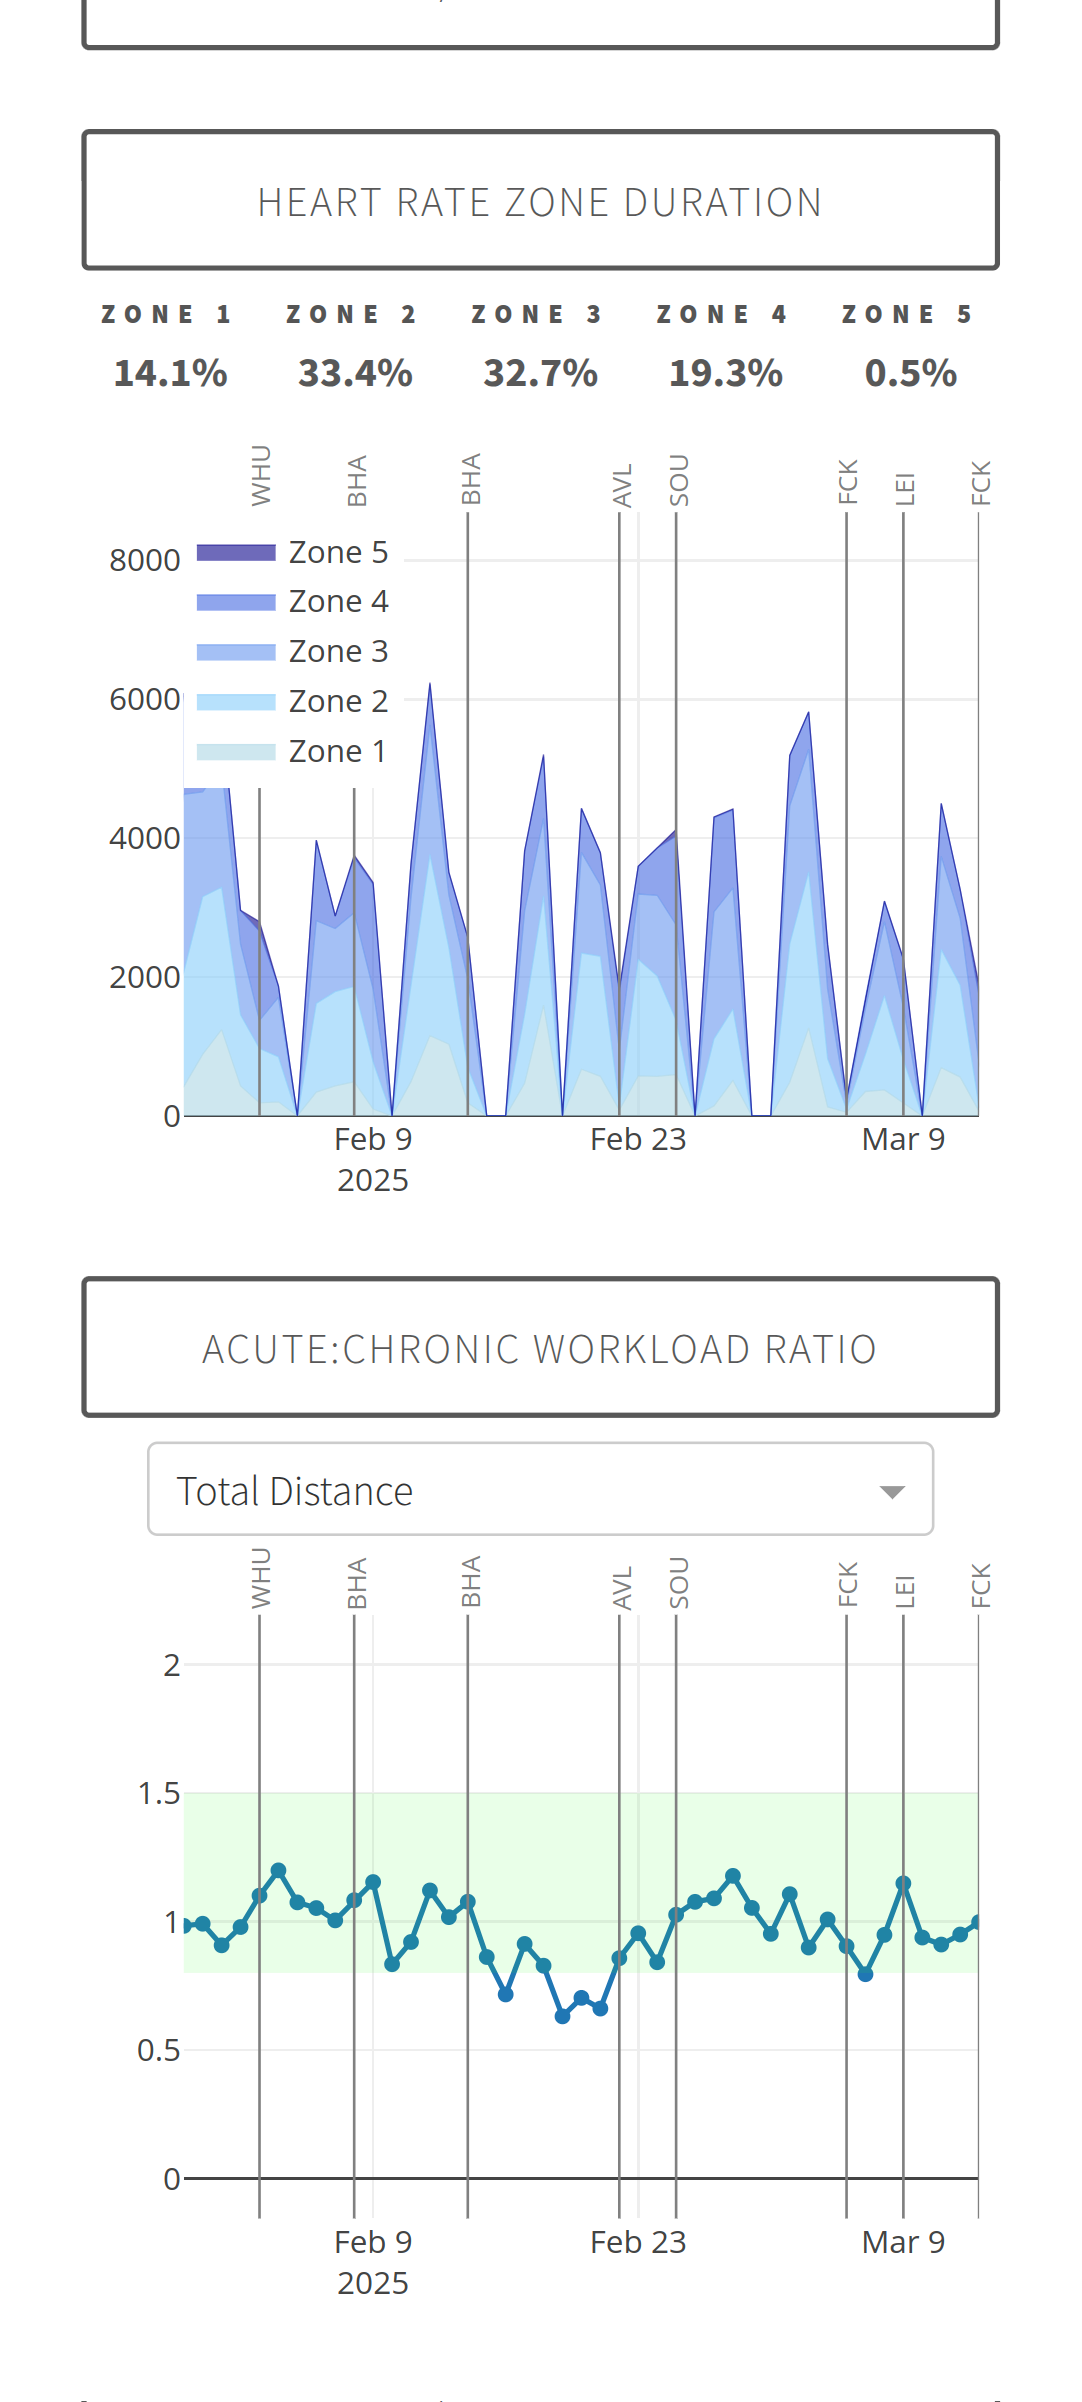 HEART RATE ZONE DURATION
ZONE 1 ZONE 2 ZONE 3 ZONE 4 ZONE 5
14.1% 33.4% 32.7% 19.3% 0.5%
WHU BHA BHA AVL SOU FCK LEI FCK
8000
Zone 5
Zone 4
Zone 3
6000
Zone 2
Zone 1
4000
2000
0
Feb 9 Feb 23 Mar 9
2025
ACUTE:CHRONIC WORKLOAD RATIO
Total Distance
WHU BHA BHA AVL SOU FCK LEI FCK
2
1.5
1
0.5
0
Feb 9 Feb 23 Mar 9
2025